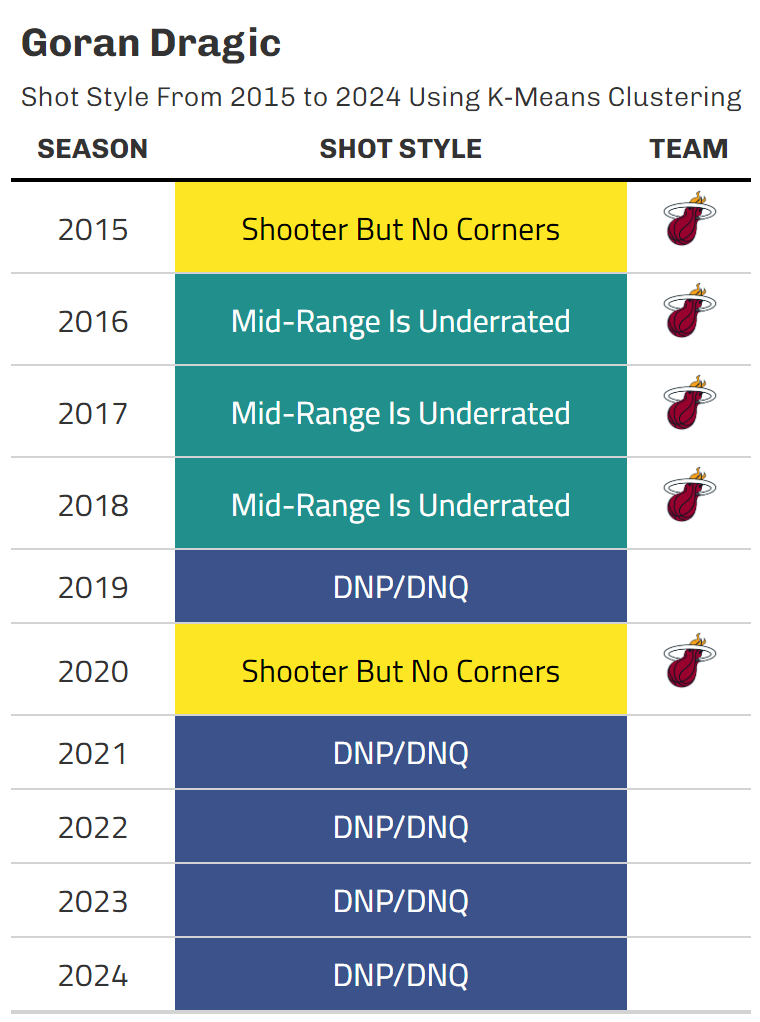 Goran Dragic
Shot Style From 2015 to 2024 Using K-Means Clustering
SEASON SHOT STYLE TEAM
2015 Shooter But No Corners
2016 Mid-Range Is Underrated
2017 Mid-Range Is Underrated
2018 Mid-Range Is Underrated
2019 DNP/DNQ
2020 Shooter But No Corners
2021 DNP/DNQ
2022 DNP/DNQ
2023 DNP/DNQ
2024 DNP/DNQ